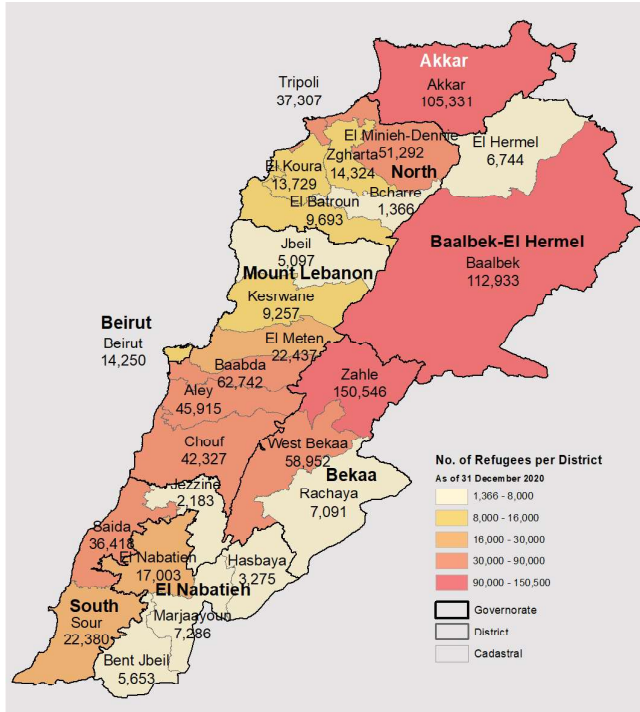 Akkar
Akkar
105,331
Tripoli
37,307
El Minieh-Dennie
51,292
El Hermel
6,744
Zgharta
14,324
North
El Koura
13,729
Bcharre
1,366
El Batroun
9,693
Baalbek-El Hermel
Baalbek
112,933
Jbeil
5,097
Mount Lebanon
Kesrwane
9,257
Beirut
Beirut
14,250
El Meten
22,437
Baabda
62,742
Zahle
150,546
Aley
45,915
Chouf
42,327
West Bekaa
58,952
Bekaa
Rachaya
7,091
Jezzine
2,183
Saida
36,418
El Nabatieh
17,003
Hasbaya
3,275
El Nabatieh
South
Sour
22,380
Marjaayoun
7,286
Bent Jbeil
5,653
No. of Refugees per District
As of 31 December 2020
1,366 - 8,000
8,000 - 16,000
16,000 - 30,000
30,000 - 90,000
90,000 - 150,500
Governorate
District
Cadastral